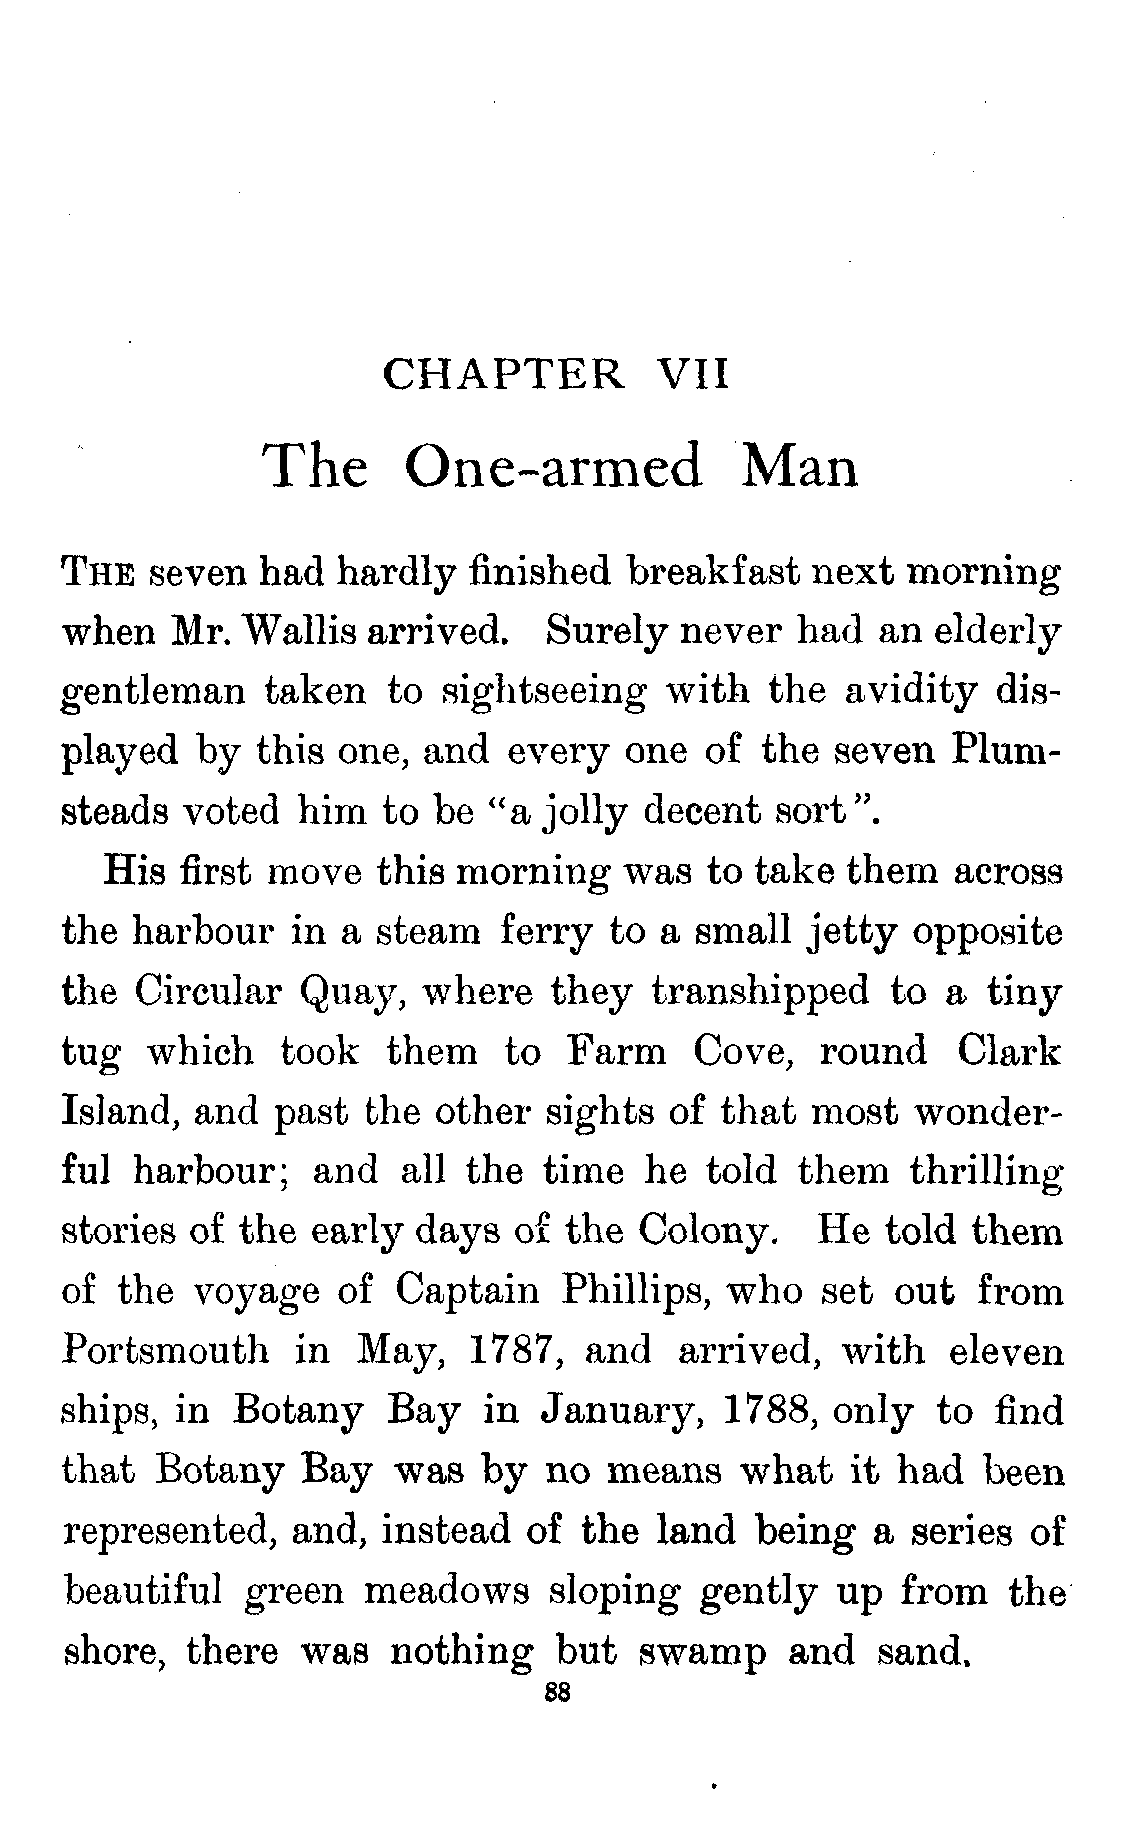 CHAPTER VII
The One-armed Man
THE seven had hardly finished breakfast next morning
when Mr. Wallis arrived. Surely never had an elderly
gentleman taken to sightseeing with the avidity dis-
played by this one, and every one of the seven Plum-
steads voted him to be "a jolly decent sort".
His first move this morning was to take them across
the harbour in a steam ferry to a small jetty opposite
the Circular Quay, where they transhipped to a tiny
tug which took them to Farm Cove, round Clark
Island, and past the other sights of that most wonder-
ful harbour; and all the time he told them thrilling
stories of the early days of the Colony. He told them
of the voyage of Captain Phillips, who set out from
Portsmouth in May, 1787, and arrived, with eleven
ships, in Botany Bay in January, 1788, only to find
that Botany Bay was by no means what it had been
represented, and, instead of the land being a series of
beautiful green meadows sloping gently up from the
shore, there was nothing but swamp and sand.
88